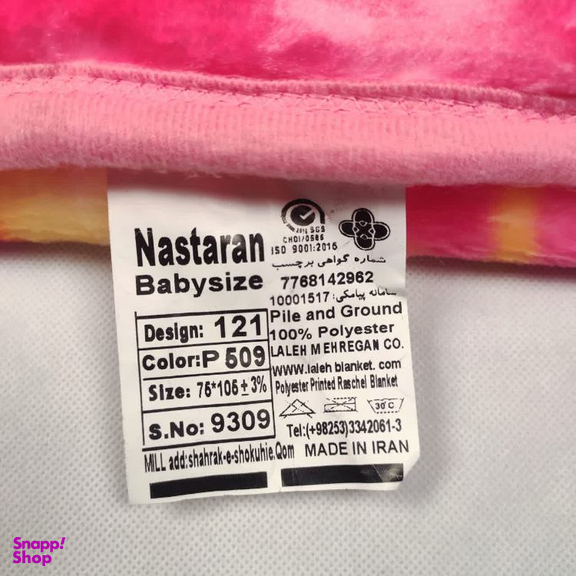 Nastaran
Babysize
SGS
CH01/0586
ISO 9001:2015
شماره گواهی برچسب
7768142962
سامانه پیامکی: 10001517
Pile and Ground
100% Polyester
LALEH MEHREGAN CO.
www.laleh blanket.com
Polyester Printed Raschel Blanket
Design: 121
Color: P 509
Size: 75*105 ± 3%
S.No: 9309
30 C
Tel:(+98253)3342061-3
MILL add:shahrak-e-shokuhie.Qom
MADE IN IRAN
Snapp!
Shop